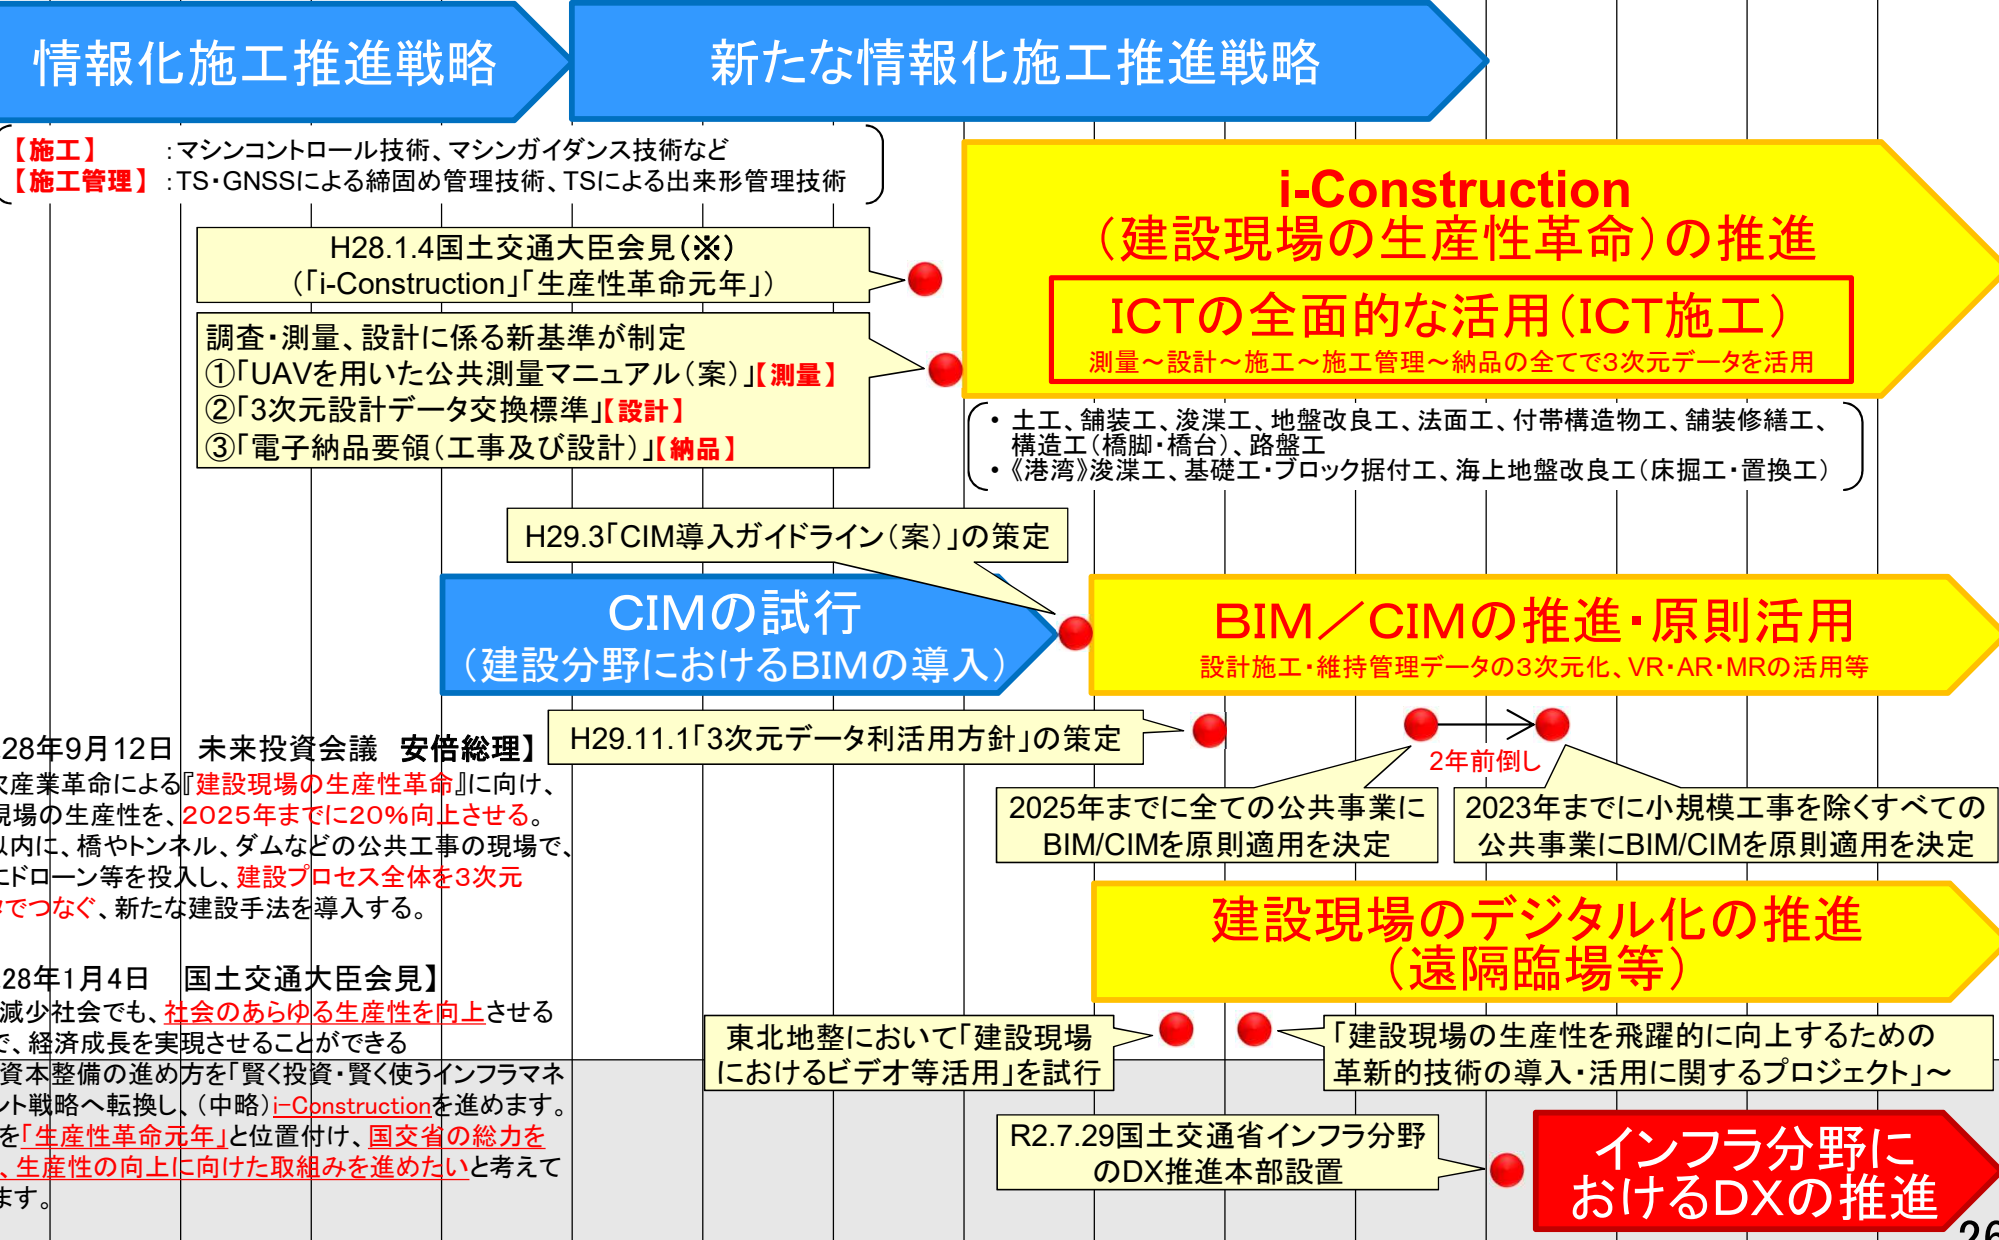 情報化施工推進戦略
新たな情報化施工推進戦略
【施工】 :マシンコントロール技術、マシンガイダンス技術など
【施工管理】:TS・GNSSによる締固め管理技術、TSによる出来形管理技術
i-Construction
(建設現場の生産性革命)の推進
ICTの全面的な活用(ICT施工)
測量～設計～施工～施工管理～納品の全てで3次元データを活用
H28.1.4国土交通大臣会見(※)
(「i-Construction」「生産性革命元年」)
調査・測量、設計に係る新基準が制定
①「UAVを用いた公共測量マニュアル(案)」【測量】
②「3次元設計データ交換標準」【設計】
③「電子納品要領(工事及び設計)」【納品】
・土工、舗装工、浚渫工、地盤改良工、法面工、付帯構造物工、舗装修繕工、
構造工(橋脚・橋台)、路盤工
・《港湾》浚渫工、基礎工・ブロック据付工、海上地盤改良工(床掘工・置換工)
H29.3「CIM導入ガイドライン(案)」の策定
CIMの試行
(建設分野におけるBIMの導入)
BIM／CIMの推進・原則活用
設計施工・維持管理データの3次元化、VR・AR・MRの活用等
H29.11.1「3次元データ利活用方針」の策定
2年前倒し
2025年までに全ての公共事業に
BIM/CIMを原則適用を決定
2023年までに小規模工事を除くすべての
公共事業にBIM/CIMを原則適用を決定
28年9月12日 未来投資会議 安倍総理】
次産業革命による『建設現場の生産性革命』に向け、
現場の生産性を、2025年までに20%向上させる。
以内に、橋やトンネル、ダムなどの公共工事の現場で、
にドローン等を投入し、建設プロセス全体を3次元
でつなぐ、新たな建設手法を導入する。
28年1月4日 国土交通大臣会見】
減少社会でも、社会のあらゆる生産性を向上させる
で、経済成長を実現させることができる
資本整備の進め方を「賢く投資・賢く使うインフラマネ
ント戦略へ転換し、(中略)i-Constructionを進めます。
を「生産性革命元年」と位置付け、国交省の総力を
、生産性の向上に向けた取組みを進めたいと考えて
ます。
建設現場のデジタル化の推進
(遠隔臨場等)
東北地整において「建設現場
におけるビデオ等活用」を試行
「建設現場の生産性を飛躍的に向上するための
革新的技術の導入・活用に関するプロジェクト」～
R2.7.29国土交通省インフラ分野
のDX推進本部設置
インフラ分野に
おけるDXの推進
26